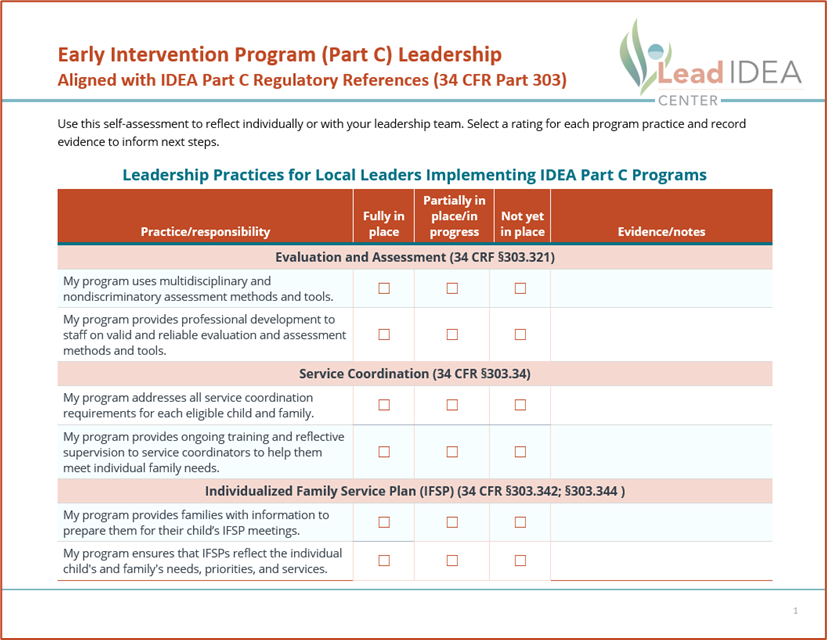 Early Intervention Program (Part C) Leadership
Aligned with IDEA Part C Regulatory References (34 CFR Part 303)
Lead IDEA
CENTER
Use this self-assessment to reflect individually or with your leadership team. Select a rating for each program practice and record
evidence to inform next steps.
Leadership Practices for Local Leaders Implementing IDEA Part C Programs
Practice/responsibility
Fully in
place
Partially in
place/in
progress
Not yet
in place
Evidence/notes
Evaluation and Assessment (34 CRF §303.321)
My program uses multidisciplinary and
nondiscriminatory assessment methods and tools.
My program provides professional development to
staff on valid and reliable evaluation and assessment
methods and tools.
Service Coordination (34 CFR §303.34)
My program addresses all service coordination
requirements for each eligible child and family.
My program provides ongoing training and reflective
supervision to service coordinators to help them
meet individual family needs.
Individualized Family Service Plan (IFSP) (34 CFR §303.342; §303.344 )
My program provides families with information to
prepare them for their child’s IFSP meetings.
My program ensures that IFSPs reflect the individual
child's and family's needs, priorities, and services.
1